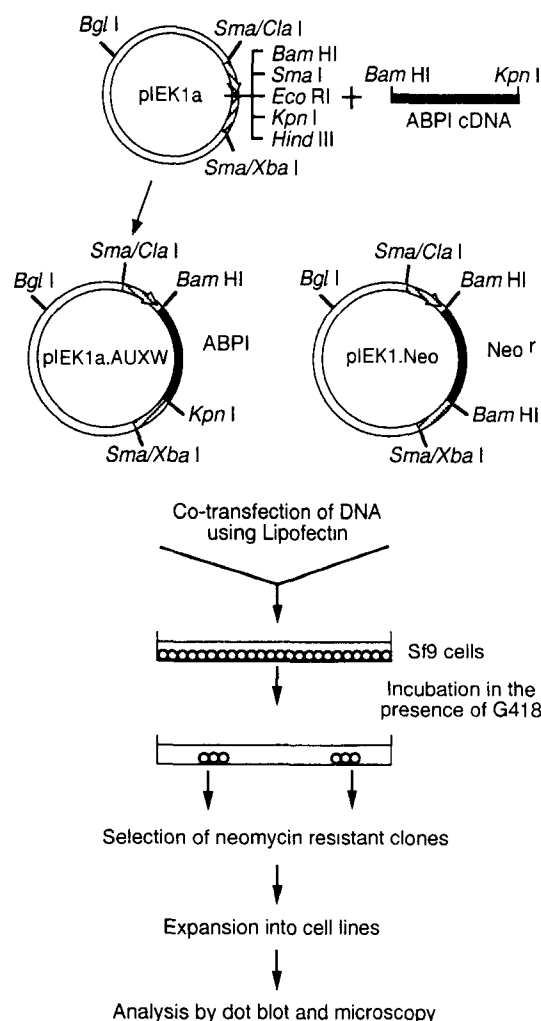 Bgl I
Sma/Cla I
pIEK1a
Bam HI
Sma I
Eco RI
Kpn I
Hind III
Sma/Xba I
+
Bam HI
Kpn I
ABPI cDNA
Sma/Cla I
Bgl I
Bam HI
pIEK1a.AUXW
ABPI
Kpn I
Sma/Xba I
Sma/Cla I
Bgl I
Bam HI
pIEK1.Neo
Neo r
Bam HI
Sma/Xba I
Co-transfection of DNA
using Lipofectin
Sf9 cells
Incubation in the
presence of G418
Selection of neomycin resistant clones
Expansion into cell lines
Analysis by dot blot and microscopy